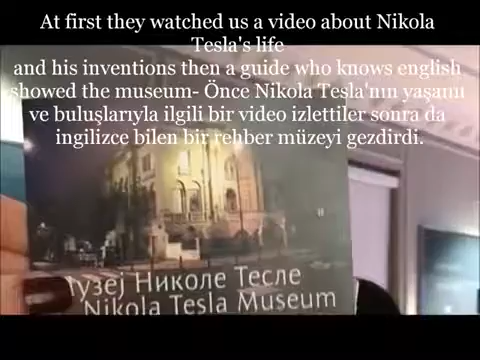 At first they watched us a video about Nikola
Tesla's life
and his inventions then a guide who knows english
showed the museum- Önce Nikola Tesla'nın yaşamı
ve buluşlarıyla ilgili bir video izlettiler sonra da
ingilizce bilen bir rehber müzeyi gezdirdi.
Музеј Николе Тесле
Nikola Tesla Museum